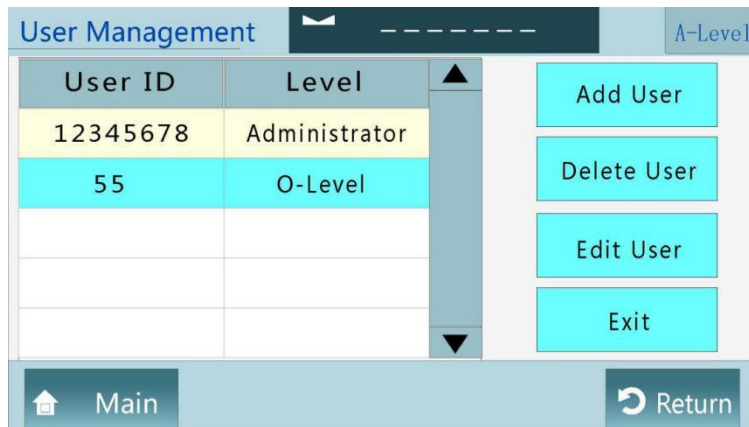 User Management - - - - - - - A-Level
User ID Level
12345678 Administrator
55 O-Level
Add User
Delete User
Edit User
Exit
Main Return